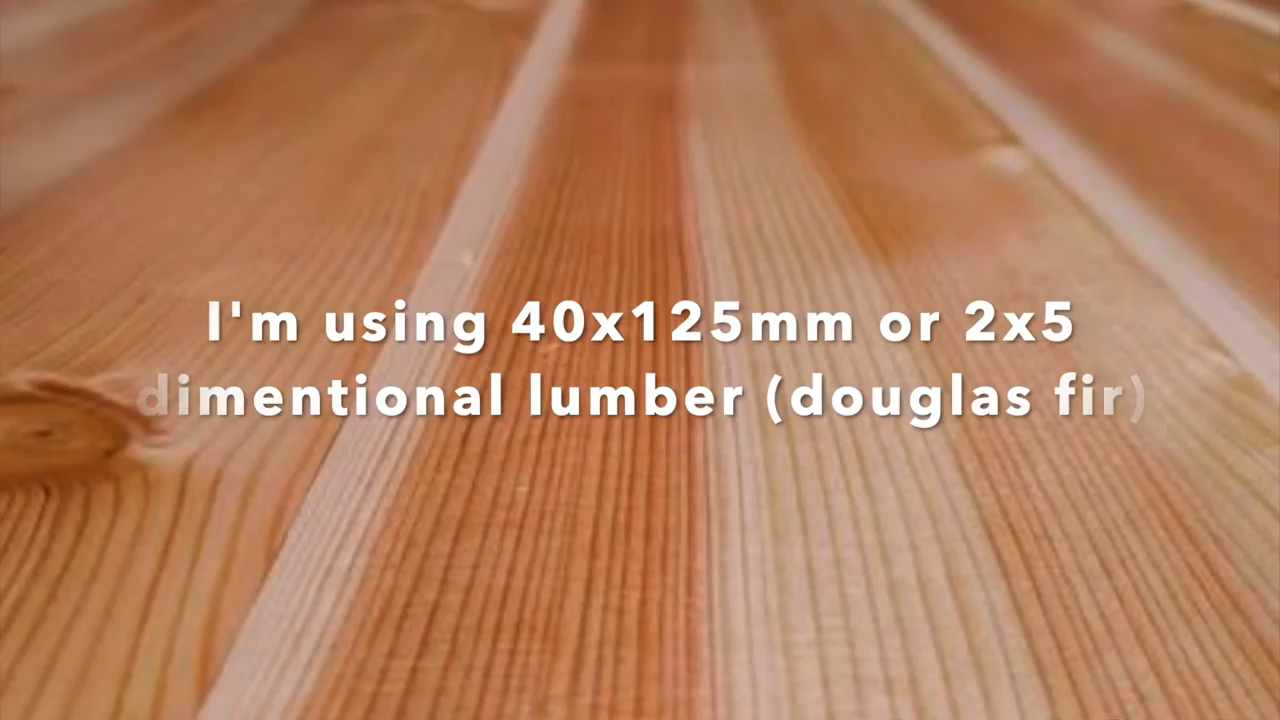 I'm using 40x125mm or 2x5
dimentional lumber (douglas fir)